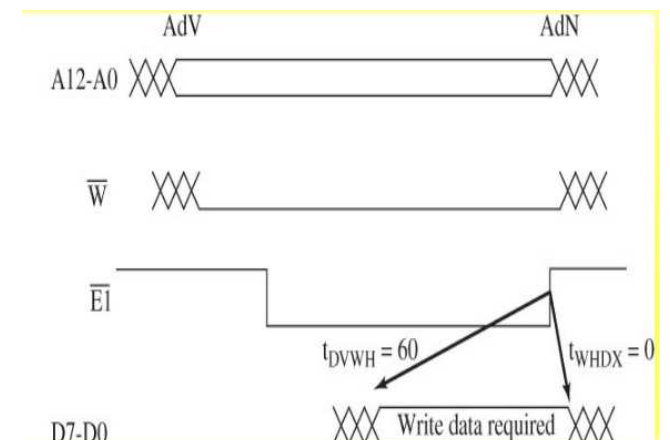 AdV AdN
A12-A0
W
E1
tDVWH = 60 tWHDX = 0
D7-D0 Write data required